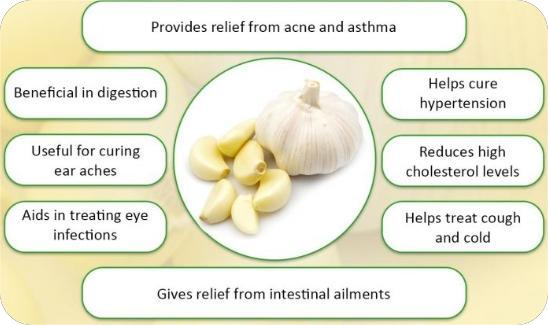 Provides relief from acne and asthma
Beneficial in digestion
Helps cure
hypertension
Useful for curing
ear aches
Reduces high
cholesterol levels
Aids in treating eye
infections
Helps treat cough
and cold
Gives relief from intestinal ailments